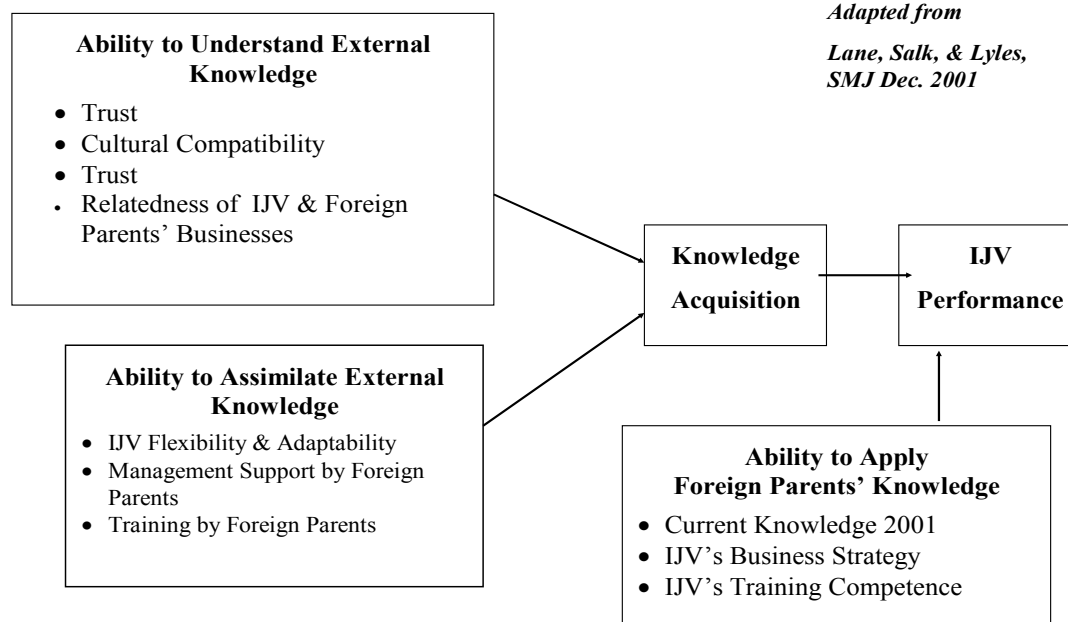 Adapted from
Lane, Salk, & Lyles,
SMJ Dec. 2001
Ability to Understand External
Knowledge
• Trust
• Cultural Compatibility
• Trust
• Relatedness of IJV & Foreign
Parents' Businesses
Knowledge
Acquisition
IJV
Performance
Ability to Assimilate External
Knowledge
• IJV Flexibility & Adaptability
• Management Support by Foreign
Parents
• Training by Foreign Parents
Ability to Apply
Foreign Parents' Knowledge
• Current Knowledge 2001
• IJV's Business Strategy
• IJV's Training Competence